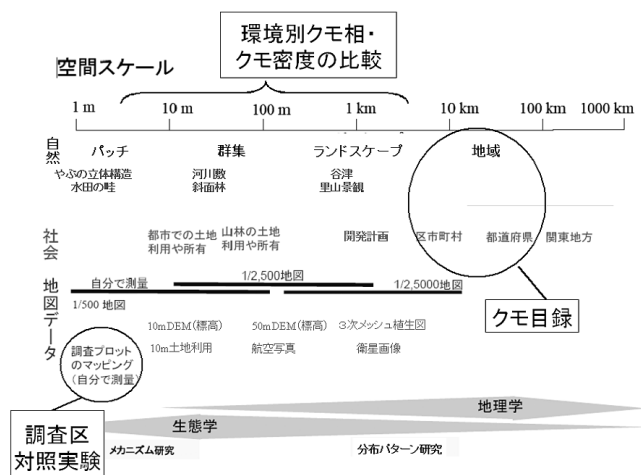 環境別クモ相・
クモ密度の比較
空間スケール
1 m 10 m 100 m 1 km 10 km 100 km 1000 km
自然
パッチ 群集 ランドスケープ 地域
やぶの立体構造 河川敷 谷津
水田の畦 斜面林 里山景観
社会
都市での土地 山林の土地 開発計画 区市町村 都道府県 関東地方
利用や所有 利用や所有
地図データ
自分で測量 1/2,500地図 1/2,5000地図
1/500 地図
10mDEM(標高) 50mDEM(標高) 3次メッシュ植生図
10m土地利用 航空写真 衛星画像
調査プロット
のマッピング
(自分で測量)
クモ目録
地理学
生態学
調査区
対照実験
メカニズム研究 分布パターン研究